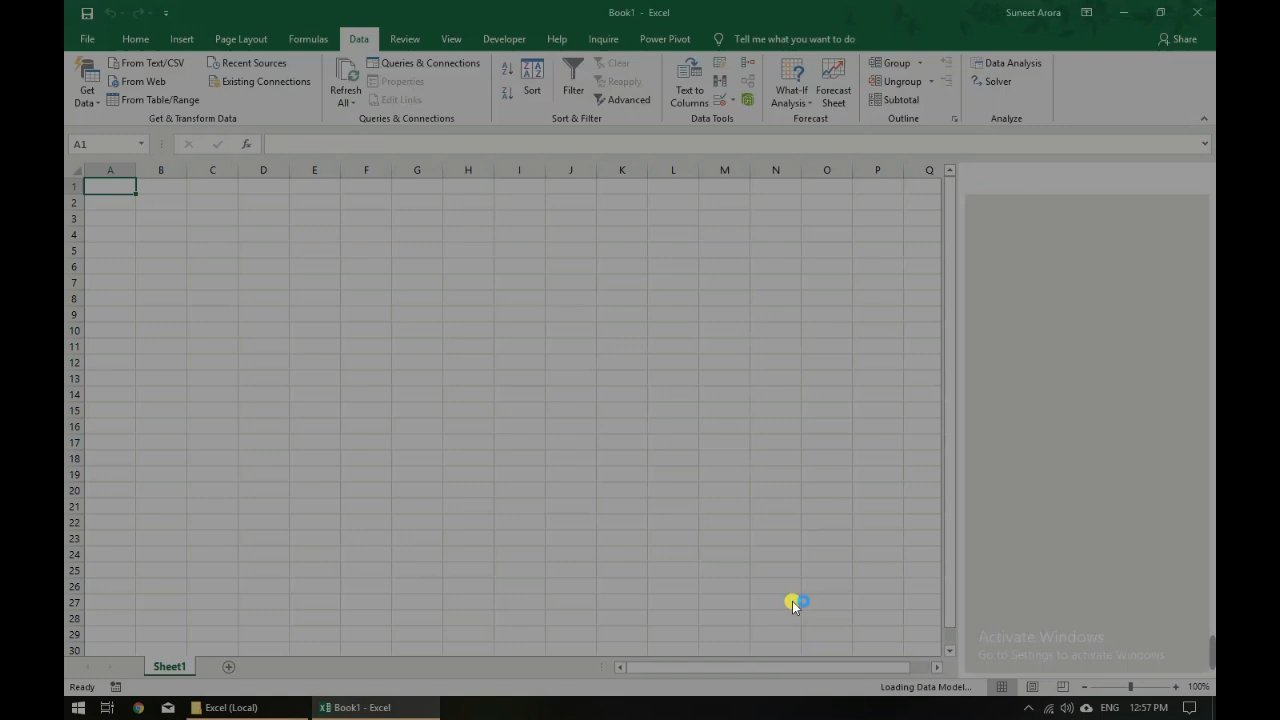 Book1 - Excel
Suneet Arora
File Home Insert Page Layout Formulas Data Review View Developer Help Inquire Power Pivot Tell me what you want to do Share
Get Data
From Text/CSV
From Web
From Table/Range
Recent Sources
Existing Connections
Get & Transform Data
Refresh All
Queries & Connections
Properties
Edit Links
Queries & Connections
Sort
Filter
Clear
Reapply
Advanced
Sort & Filter
Text to Columns
Data Tools
What-If Analysis
Forecast Sheet
Forecast
Group
Ungroup
Subtotal
Outline
Data Analysis
Solver
Analyze
A1
A B C D E F G H I J K L M N O P Q
1
2
3
4
5
6
7
8
9
10
11
12
13
14
15
16
17
18
19
20
21
22
23
24
25
26
27
28
29
30
Activate Windows
Go to Settings to activate Windows.
Sheet1
Ready
Loading Data Model...
100%
Excel (Local)
Book1 - Excel
ENG
12:57 PM